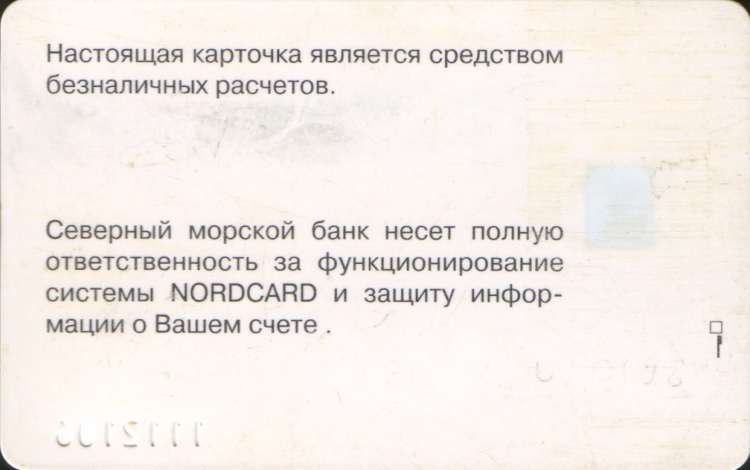 Настоящая карточка является средством
безналичных расчетов.
Северный морской банк несет полную
ответственность за функционирование
системы NORDCARD и защиту инфор-
мации о Вашем счете .